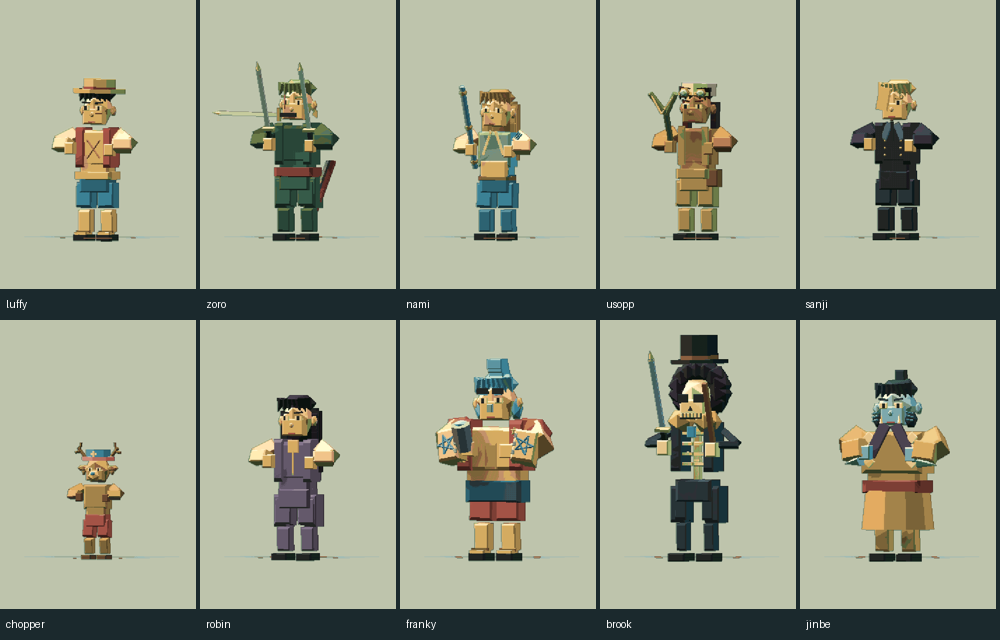 luffy
zoro
nami
usopp
sanji
chopper
robin
franky
brook
jinbe